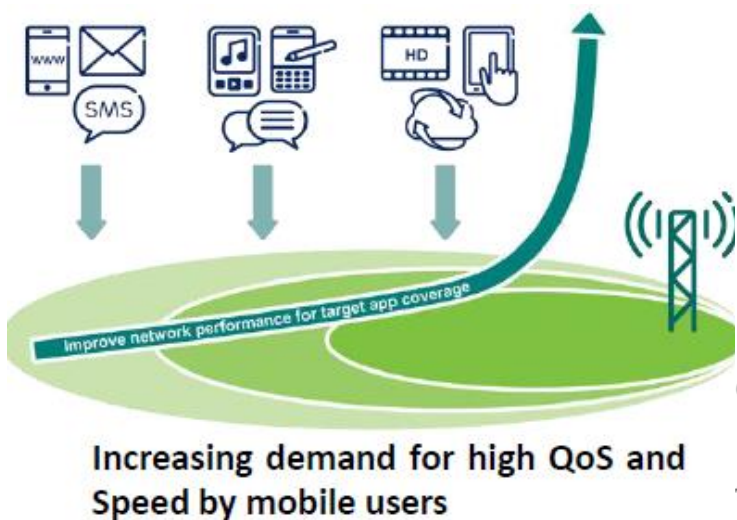 www
SMS
HD
Improve network performance for target app coverage
Increasing demand for high QoS and
Speed by mobile users